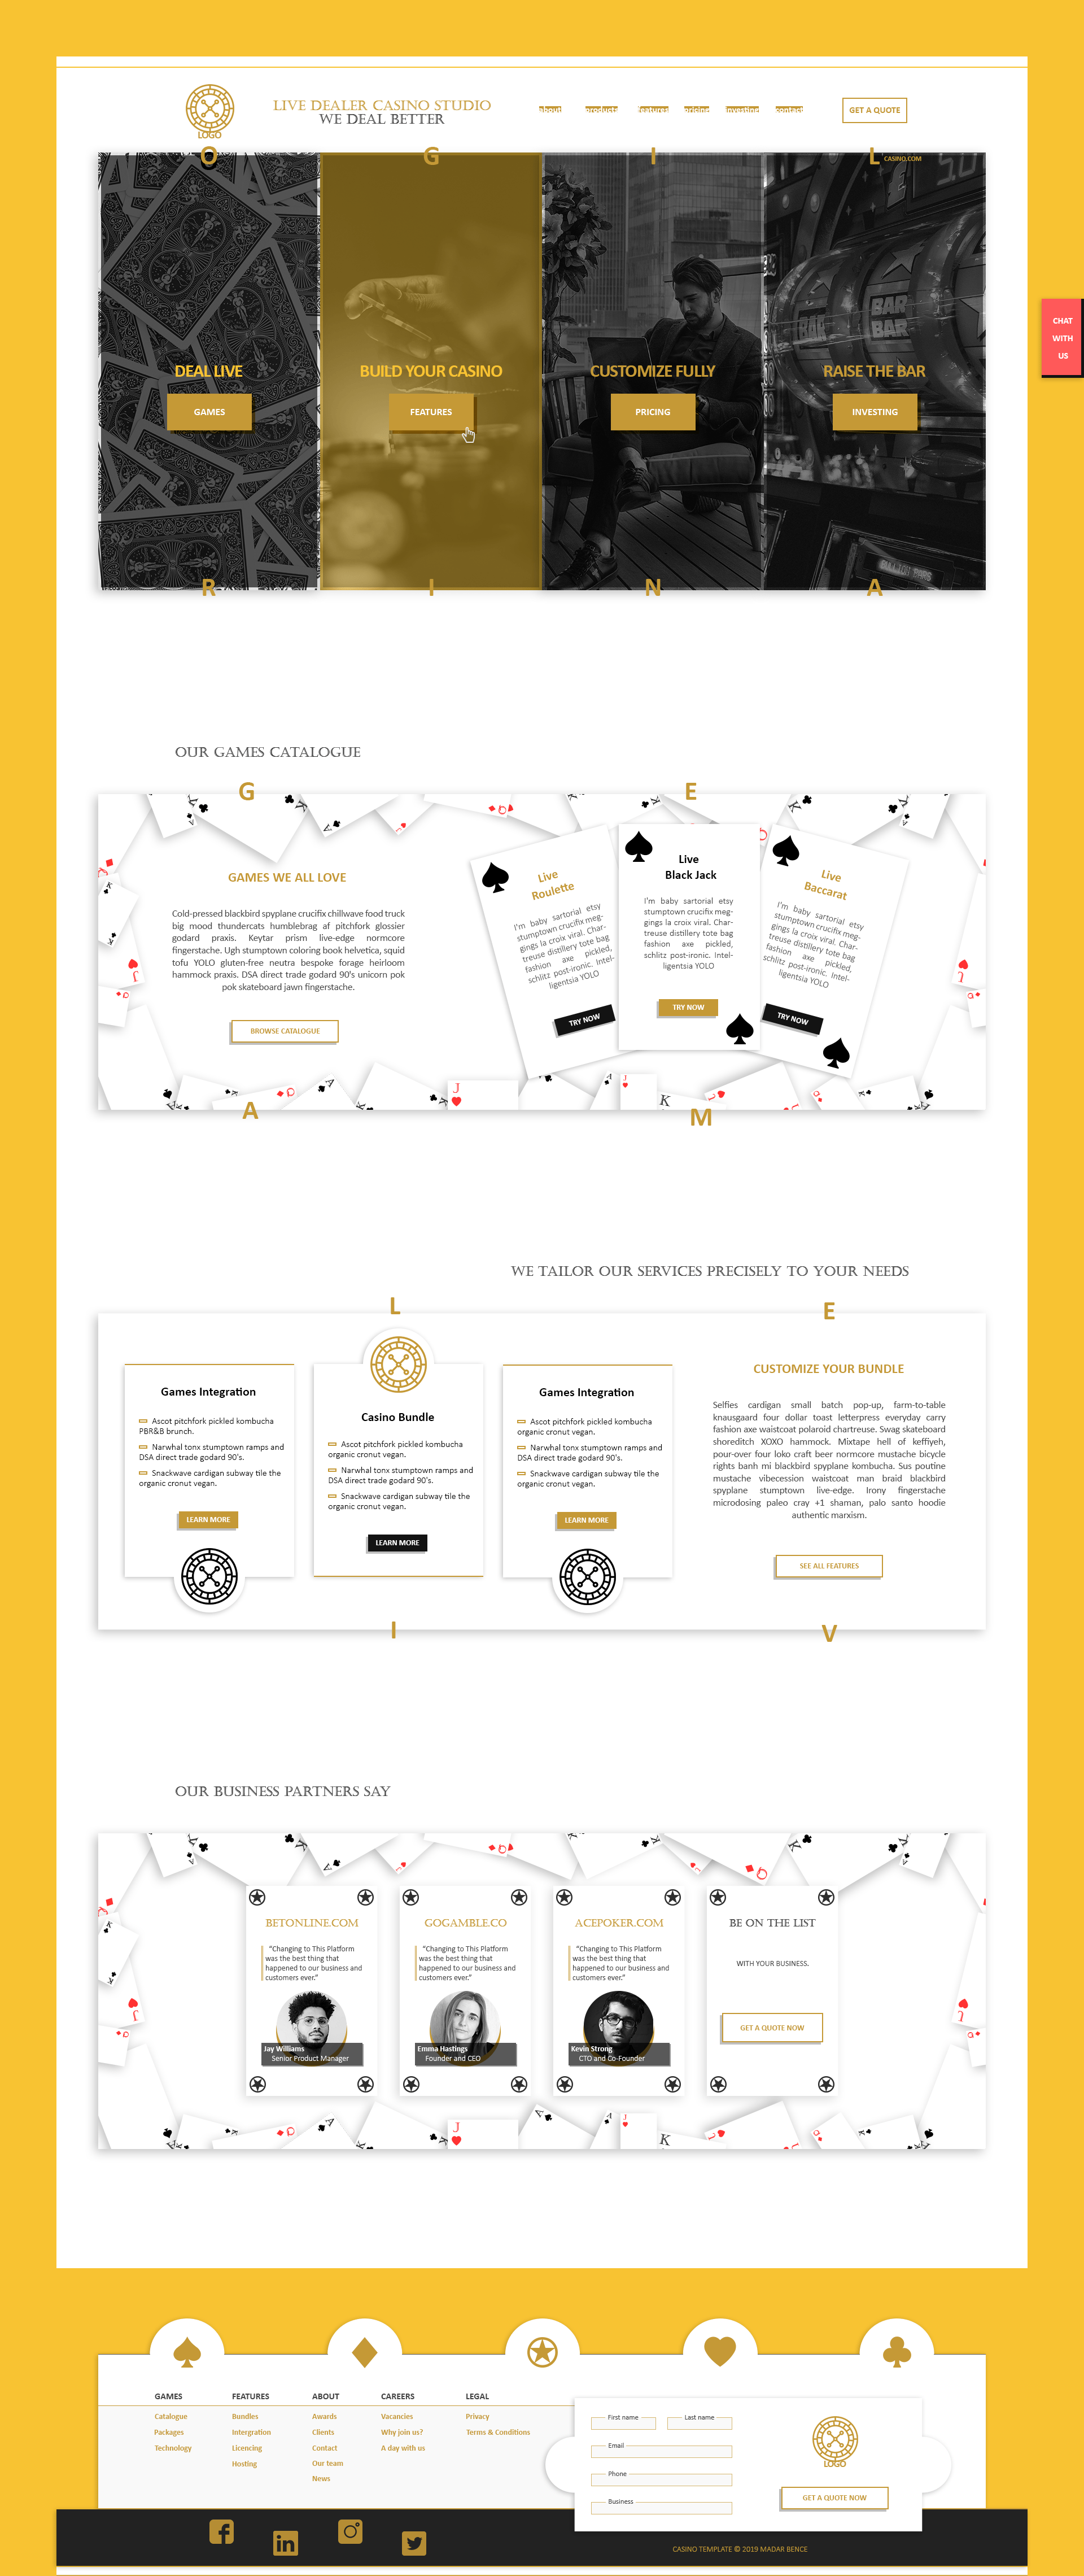 LIVE DEALER CASINO STUDIO
WE DEAL BETTER
LOGO
about products features pricing investing contact
GET A QUOTE
O G I L CASINO.COM
DEAL LIVE
GAMES
BUILD YOUR CASINO
FEATURES
CUSTOMIZE FULLY
PRICING
RAISE THE BAR
INVESTING
BAR
BAR
BAR
R I N A
CHAT
WITH
US
OUR GAMES CATALOGUE
G E
GAMES WE ALL LOVE
Cold-pressed blackbird spyplane crucifix chillwave food truck
big mood thundercats humblebrag af pitchfork glossier
godard praxis. Keytar prism live-edge normcore
fingerstache. Ugh stumptown coloring book helvetica, squid
tofu YOLO gluten-free neutra bespoke forage heirloom
hammock praxis. DSA direct trade godard 90's unicorn pok
pok skateboard jawn fingerstache.
BROWSE CATALOGUE
Live
Roulette
I'm baby sartorial etsy
stumptown crucifix meg-
gings la croix viral. Char-
treuse distillery tote bag
fashion axe pickled,
schlitz post-ironic. Intel-
ligentsia YOLO
TRY NOW
Live
Black Jack
I'm baby sartorial etsy
stumptown crucifix meg-
gings la croix viral. Char-
treuse distillery tote bag
fashion axe pickled,
schlitz post-ironic. Intel-
ligentsia YOLO
TRY NOW
Live
Baccarat
I'm baby sartorial etsy
stumptown crucifix meg-
gings la croix viral. Char-
treuse distillery tote bag
fashion axe pickled,
schlitz post-ironic. Intel-
ligentsia YOLO
TRY NOW
J
K
A M
WE TAILOR OUR SERVICES PRECISELY TO YOUR NEEDS
L E
Games Integration
Ascot pitchfork pickled kombucha
PBR&B brunch.
Narwhal tonx stumptown ramps and
DSA direct trade godard 90's.
Snackwave cardigan subway tile the
organic cronut vegan.
LEARN MORE
Casino Bundle
Ascot pitchfork pickled kombucha
organic cronut vegan.
Narwhal tonx stumptown ramps and
DSA direct trade godard 90's.
Snackwave cardigan subway tile the
organic cronut vegan.
LEARN MORE
Games Integration
Ascot pitchfork pickled kombucha
organic cronut vegan.
Narwhal tonx stumptown ramps and
DSA direct trade godard 90's.
Snackwave cardigan subway tile the
organic cronut vegan.
LEARN MORE
CUSTOMIZE YOUR BUNDLE
Selfies cardigan small batch pop-up, farm-to-table
knausgaard four dollar toast letterpress everyday carry
fashion axe waistcoat polaroid chartreuse. Swag skateboard
shoreditch XOXO hammock. Mixtape hell of keffiyeh,
pour-over four loko craft beer normcore mustache bicycle
rights banh mi blackbird spyplane kombucha. Sus poutine
mustache vibecession waistcoat man braid blackbird
spyplane stumptown live-edge. Irony fingerstache
microdosing paleo cray +1 shaman, palo santo hoodie
authentic marxism.
SEE ALL FEATURES
I V
OUR BUSINESS PARTNERS SAY
BETONLINE.COM
“Changing to This Platform
was the best thing that
happened to our business and
customers ever.”
Jay Williams
Senior Product Manager
GOGAMBLE.CO
“Changing to This Platform
was the best thing that
happened to our business and
customers ever.”
Emma Hastings
Founder and CEO
ACEPOKER.COM
“Changing to This Platform
was the best thing that
happened to our business and
customers ever.”
Kevin Strong
CTO and Co-Founder
BE ON THE LIST
WITH YOUR BUSINESS.
GET A QUOTE NOW
J
K
GAMES
Catalogue
Packages
Technology
FEATURES
Bundles
Intergration
Licencing
Hosting
ABOUT
Awards
Clients
Contact
Our team
News
CAREERS
Vacancies
Why join us?
A day with us
LEGAL
Privacy
Terms & Conditions
First name
Last name
Email
Phone
Business
LOGO
GET A QUOTE NOW
CASINO TEMPLATE © 2019 MADAR BENCE